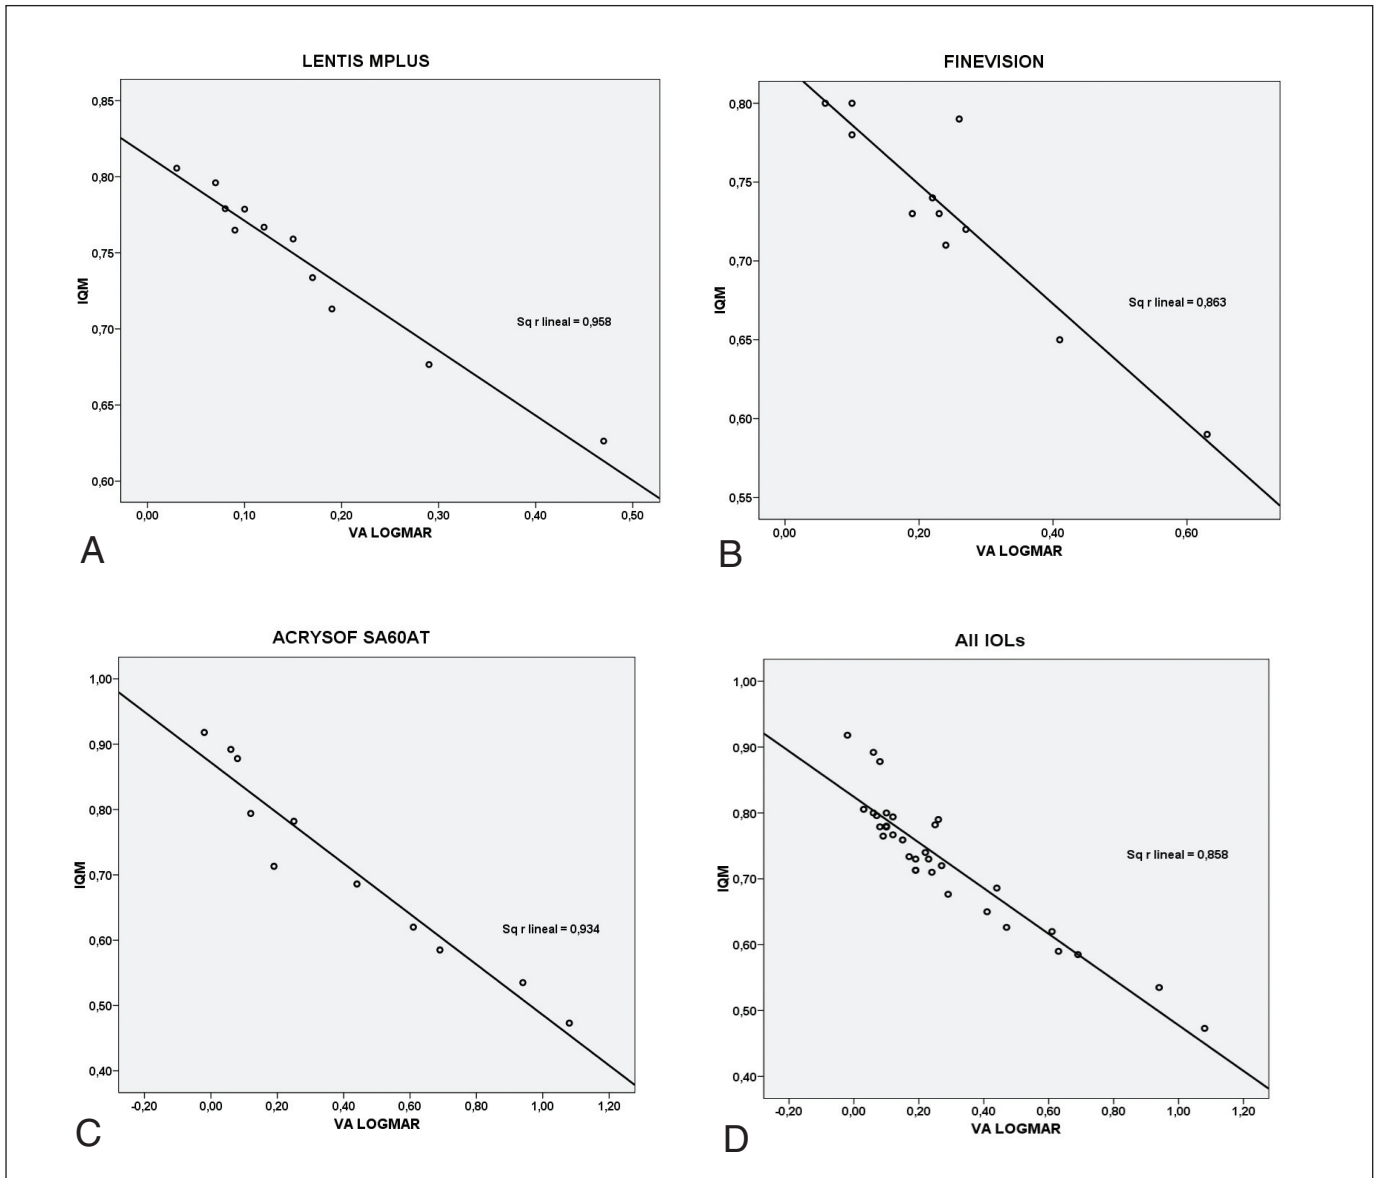 LENTIS MPLUS
0,85
0,80
0,75
0,70
0,65
0,60
IQM
Sq r lineal = 0,958
0,00 0,10 0,20 0,30 0,40 0,50
VA LOGMAR
A
FINEVISION
0,80
0,75
0,70
0,65
0,60
0,55
IQM
Sq r lineal = 0,863
0,00 0,20 0,40 0,60
VA LOGMAR
B
ACRYSOF SA60AT
1,00
0,90
0,80
0,70
0,60
0,50
0,40
IQM
Sq r lineal = 0,934
-0,20 0,00 0,20 0,40 0,60 0,80 1,00 1,20
VA LOGMAR
C
All IOLs
1,00
0,90
0,80
0,70
0,60
0,50
0,40
IQM
Sq r lineal = 0,858
-0,20 0,00 0,20 0,40 0,60 0,80 1,00 1,20
VA LOGMAR
D